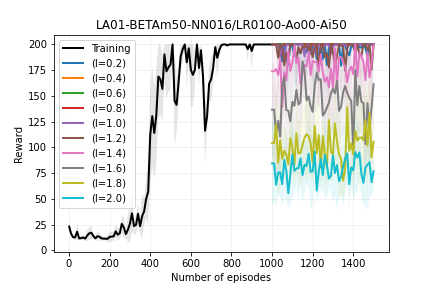 LA01-BETAm50-NN016/LR0100-Ao00-Ai50
Reward
200
175
150
125
100
75
50
25
0
Training
(l=0.2)
(l=0.4)
(l=0.6)
(l=0.8)
(l=1.0)
(l=1.2)
(l=1.4)
(l=1.6)
(l=1.8)
(l=2.0)
0 200 400 600 800 1000 1200 1400
Number of episodes